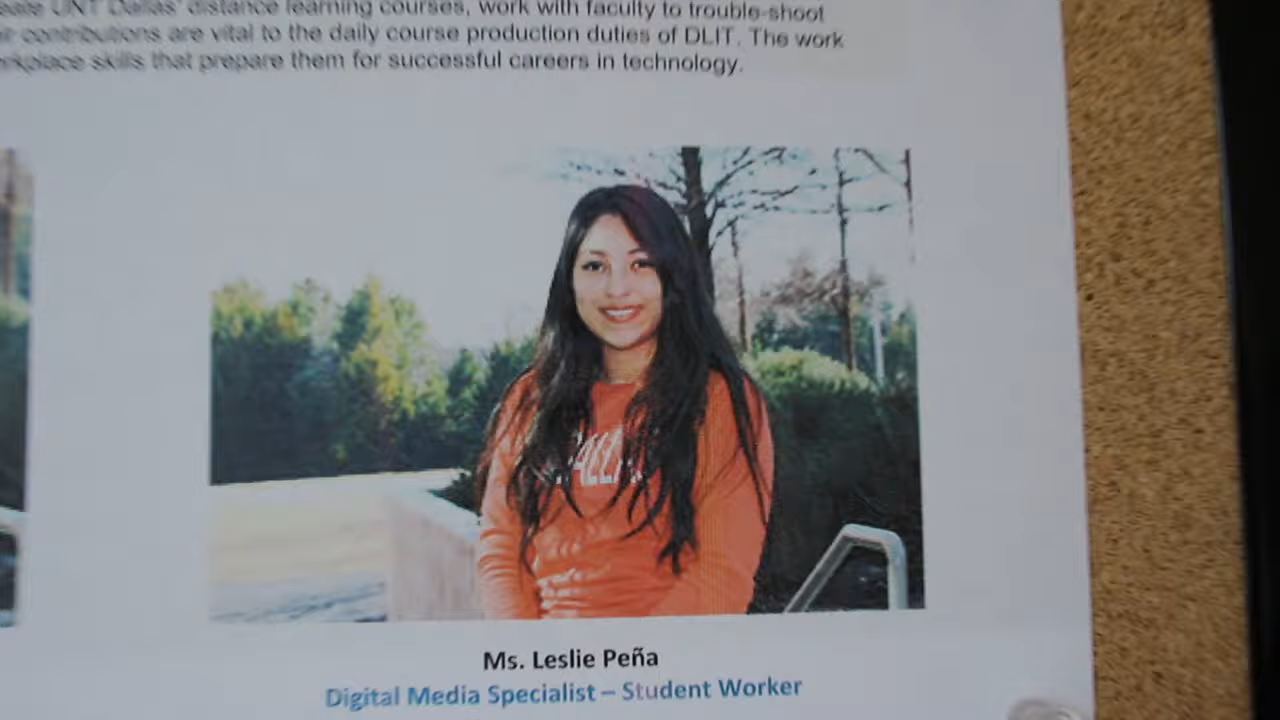 UNT Dallas' distance learning courses, work with faculty to trouble-shoot
contributions are vital to the daily course production duties of DLIT. The work
skills that prepare them for successful careers in technology.
Ms. Leslie Peña
Digital Media Specialist – Student Worker